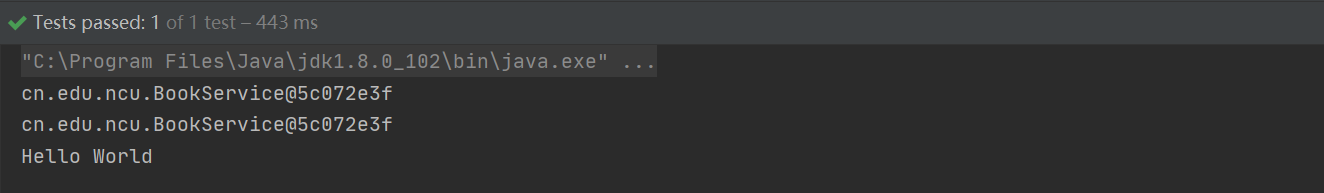 Tests passed: 1 of 1 test – 443 ms
"C:\Program Files\Java\jdk1.8.0_102\bin\java.exe" ...
cn.edu.ncu.BookService@5c072e3f
cn.edu.ncu.BookService@5c072e3f
Hello World